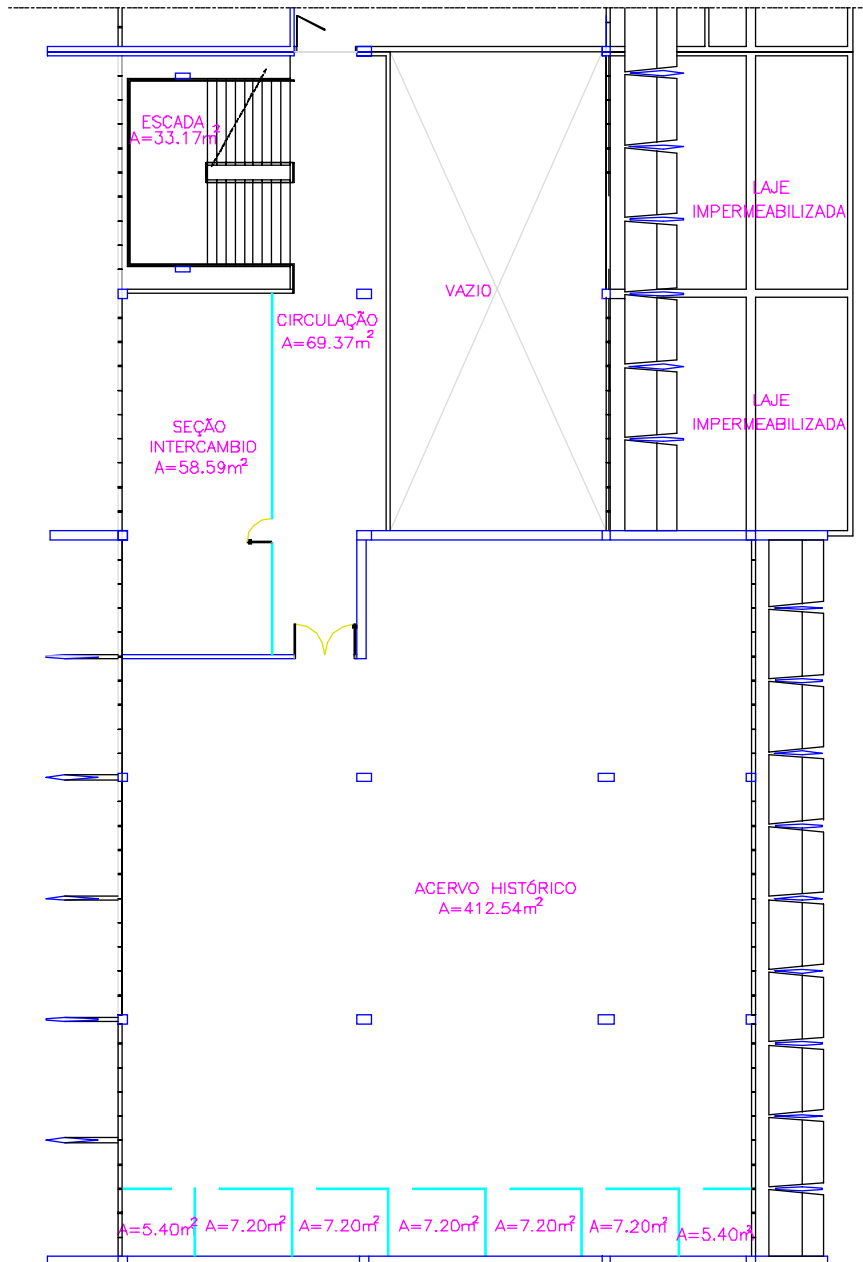 ESCADA
A=33.17m²
LAJE
IMPERMEABILIZADA
VAZIO
CIRCULAÇÃO
A=69.37m²
LAJE
IMPERMEABILIZADA
SEÇÃO
INTERCAMBIO
A=58.59m²
ACERVO HISTÓRICO
A=412.54m²
A=5.40m²
A=7.20m²
A=7.20m²
A=7.20m²
A=7.20m²
A=7.20m²
A=5.40m²